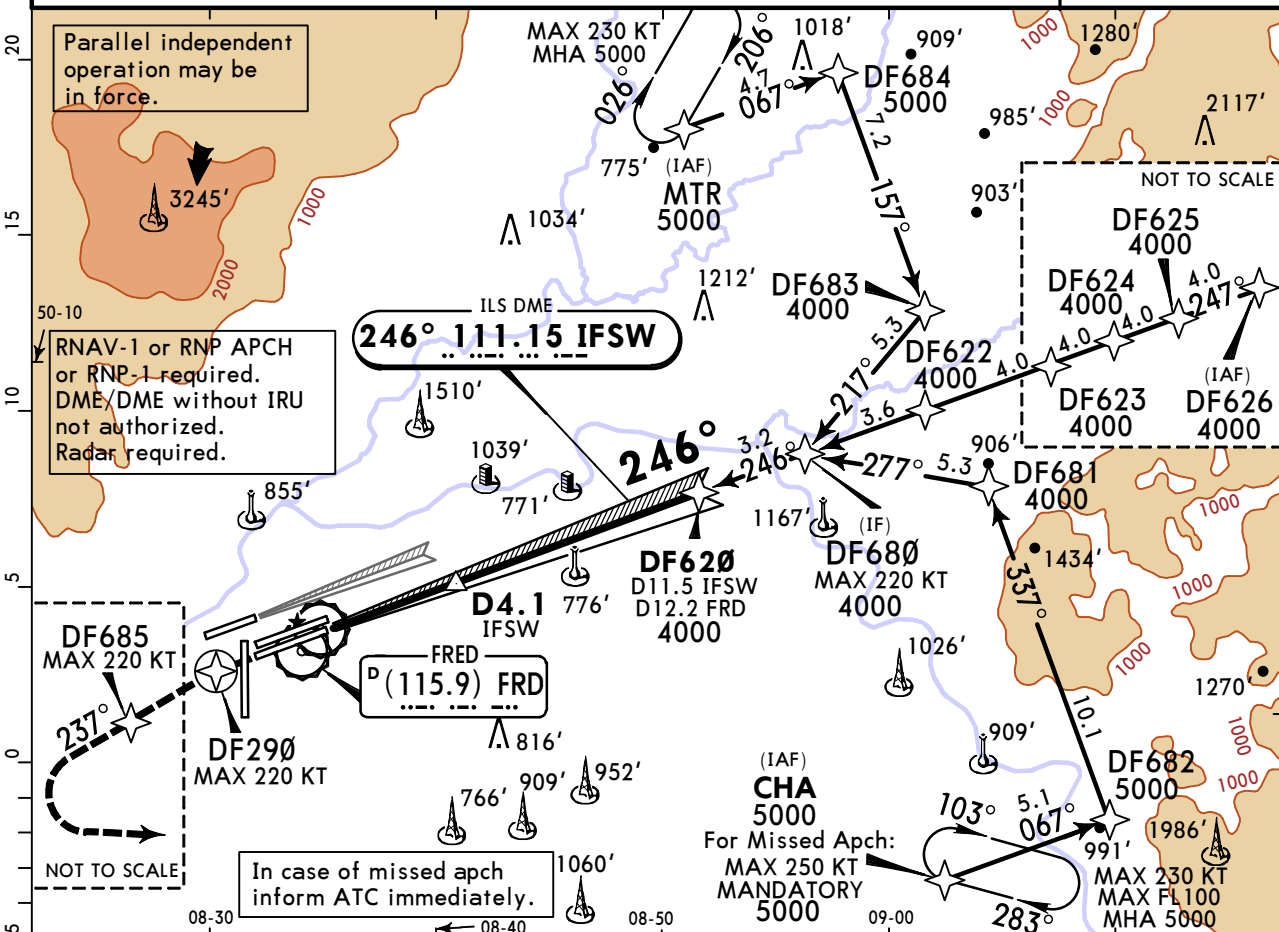 20
15
10
5
0
5
Parallel independent
operation may be
in force.
MAX 230 KT
MHA 5000
026°
206°
4.7
067°
1018'
909'
DF684
5000
1000
1280'
1000
2117'
985'
903'
3245'
1000
2000
775'
(IAF)
MTR
5000
7.2
157°
1034'
1212'
NOT TO SCALE
DF625
4000
DF624
4000
4.0
247°
4.0
4.0
4.0
DF623
4000
(IAF)
DF626
4000
DF683
4000
5.3
217°
DF622
4000
3.6
50-10
RNAV-1 or RNP APCH
or RNP-1 required.
DME/DME without IRU
not authorized.
Radar required.
ILS DME
246° 111.15 IFSW
1510'
1039'
771'
855'
246°
3.2
246°
277°
5.3
906'
DF681
4000
1167'
(IF)
DF680
MAX 220 KT
4000
DF620
D11.5 IFSW
D12.2 FRD
4000
D4.1
IFSW
776'
1434'
337°
10.1
1000
1000
1000
1270'
1000
1000
1026'
909'
DF685
MAX 220 KT
237°
NOT TO SCALE
DF290
MAX 220 KT
FRED
D (115.9) FRD
816'
952'
909'
766'
1060'
In case of missed apch
inform ATC immediately.
(IAF)
CHA
5000
For Missed Apch:
MAX 250 KT
MANDATORY
5000
103°
283°
5.1
067°
DF682
5000
991'
MAX 230 KT
MAX FL100
MHA 5000
1986'
08-30
08-40
08-50
09-00